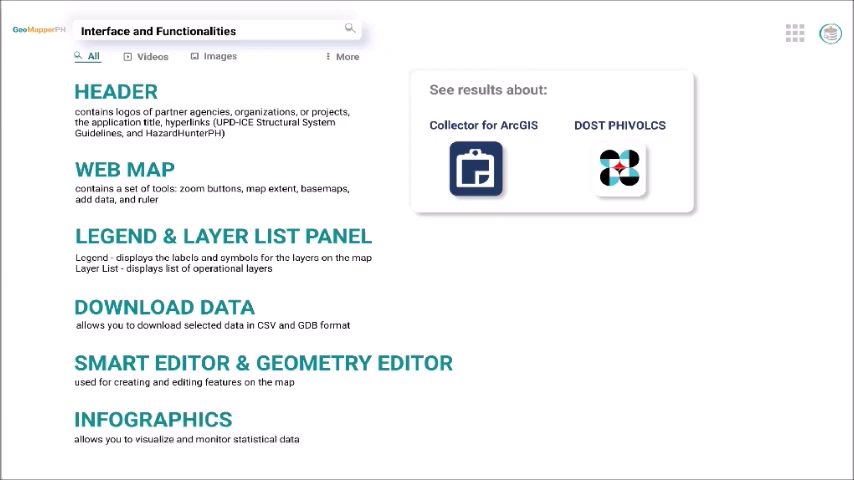 GeoMapperPH
Interface and Functionalities
All
Videos
Images
More
HEADER
contains logos of partner agencies, organizations, or projects,
the application title, hyperlinks (UPD-ICE Structural System
Guidelines, and HazardHunterPH)
WEB MAP
contains a set of tools: zoom buttons, map extent, basemaps,
add data, and ruler
LEGEND & LAYER LIST PANEL
Legend - displays the labels and symbols for the layers on the map
Layer List - displays list of operational layers
DOWNLOAD DATA
allows you to download selected data in CSV and GDB format
SMART EDITOR & GEOMETRY EDITOR
used for creating and editing features on the map
INFOGRAPHICS
allows you to visualize and monitor statistical data
See results about:
Collector for ArcGIS
DOST PHIVOLCS